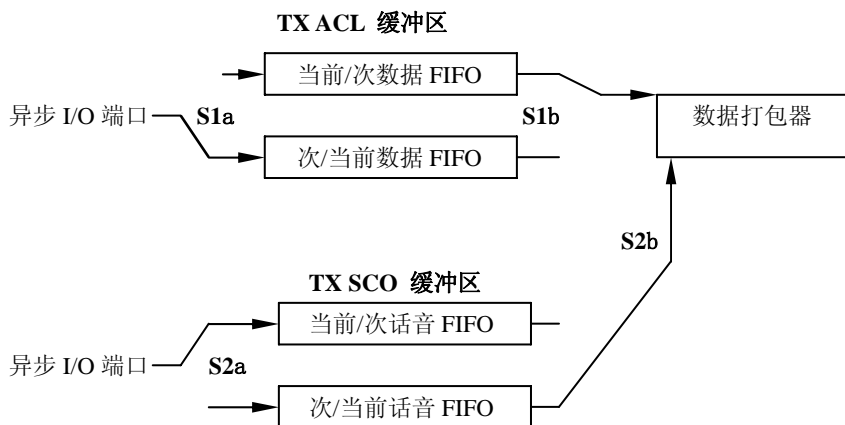 TX ACL 缓冲区
当前/次数据 FIFO
异步 I/O 端口
S1a
S1b
数据打包器
次/当前数据 FIFO
S2b
TX SCO 缓冲区
当前/次话音 FIFO
异步 I/O 端口
S2a
次/当前话音 FIFO